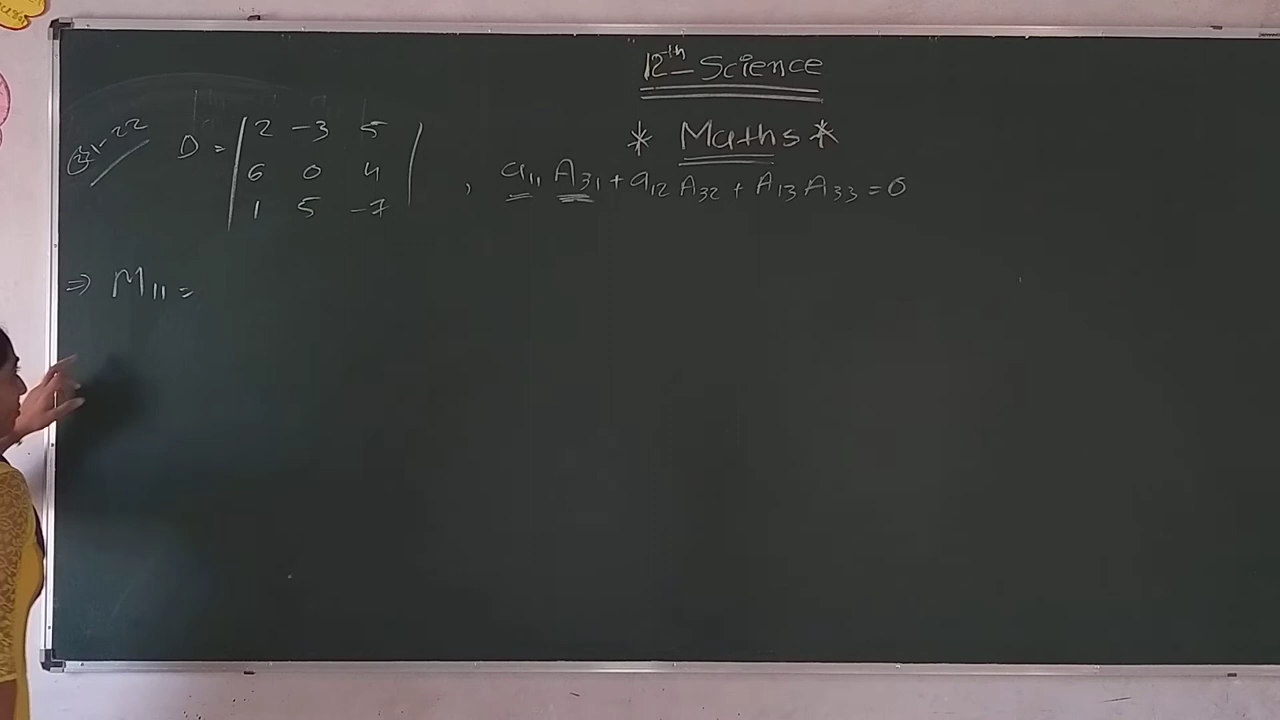 12th Science
* Maths *
D = | 2 -3 5 |
6 0 4
1 5 -7
, a11 A31 + a12 A32 + A13 A33 = 0
⇒ M11 =